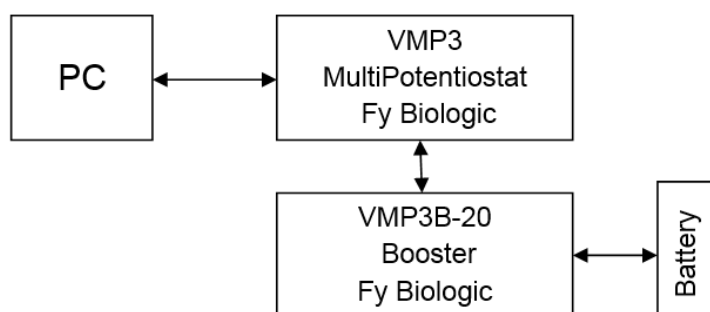 PC
VMP3
MultiPotentiostat
Fy Biologic
VMP3B-20
Booster
Fy Biologic
Battery